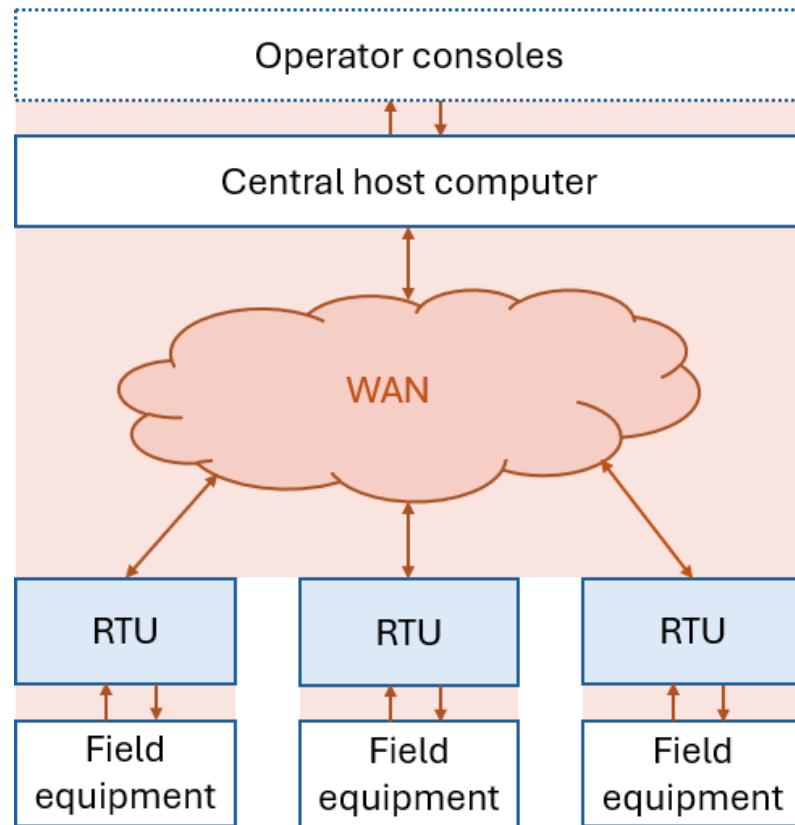 Operator consoles
Central host computer
WAN
RTU
RTU
RTU
Field
equipment
Field
equipment
Field
equipment